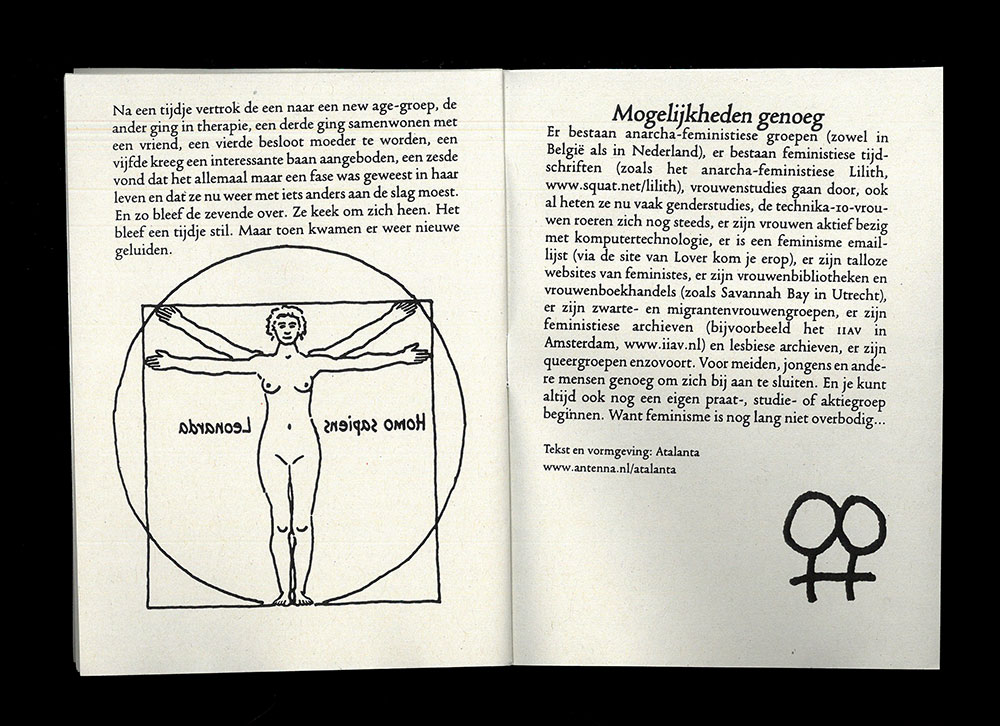 Na een tijdje vertrok de een naar een new age-groep, de
ander ging in therapie, een derde ging samenwonen met
een vriend, een vierde besloot moeder te worden, een
vijfde kreeg een interessante baan aangeboden, een zesde
vond dat het allemaal maar een fase was geweest in haar
leven en dat ze nu weer met iets anders aan de slag moest.
En zo bleef de zevende over. Ze keek om zich heen. Het
bleef een tijdje stil. Maar toen kwamen er weer nieuwe
geluiden.
Leonarda
Homo sapiens
Mogelijkheden genoeg
Er bestaan anarcha-feministiese groepen (zowel in
België als in Nederland), er bestaan feministiese tijd-
schriften (zoals het anarcha-feministiese Lilith,
www.squat.net/lilith), vrouwenstudies gaan door, ook
al heten ze nu vaak genderstudies, de technika-10-vrou-
wen roeren zich nog steeds, er zijn vrouwen aktief bezig
met komputertechnologie, er is een feminisme email-
lijst (via de site van Lover kom je erop), er zijn talloze
websites van feministes, er zijn vrouwenbibliotheken en
vrouwenboekhandels (zoals Savannah Bay in Utrecht),
er zijn zwarte- en migrantenvrouwengroepen, er zijn
feministiese archieven (bijvoorbeeld het IIAV in
Amsterdam, www.iiav.nl) en lesbiese archieven, er zijn
queergroepen enzovoort. Voor meiden, jongens en ande-
re mensen genoeg om zich bij aan te sluiten. En je kunt
altijd ook nog een eigen praat-, studie- of aktiegroep
beginnen. Want feminisme is nog lang niet overbodig...
Tekst en vormgeving: Atalanta
www.antenna.nl/atalanta